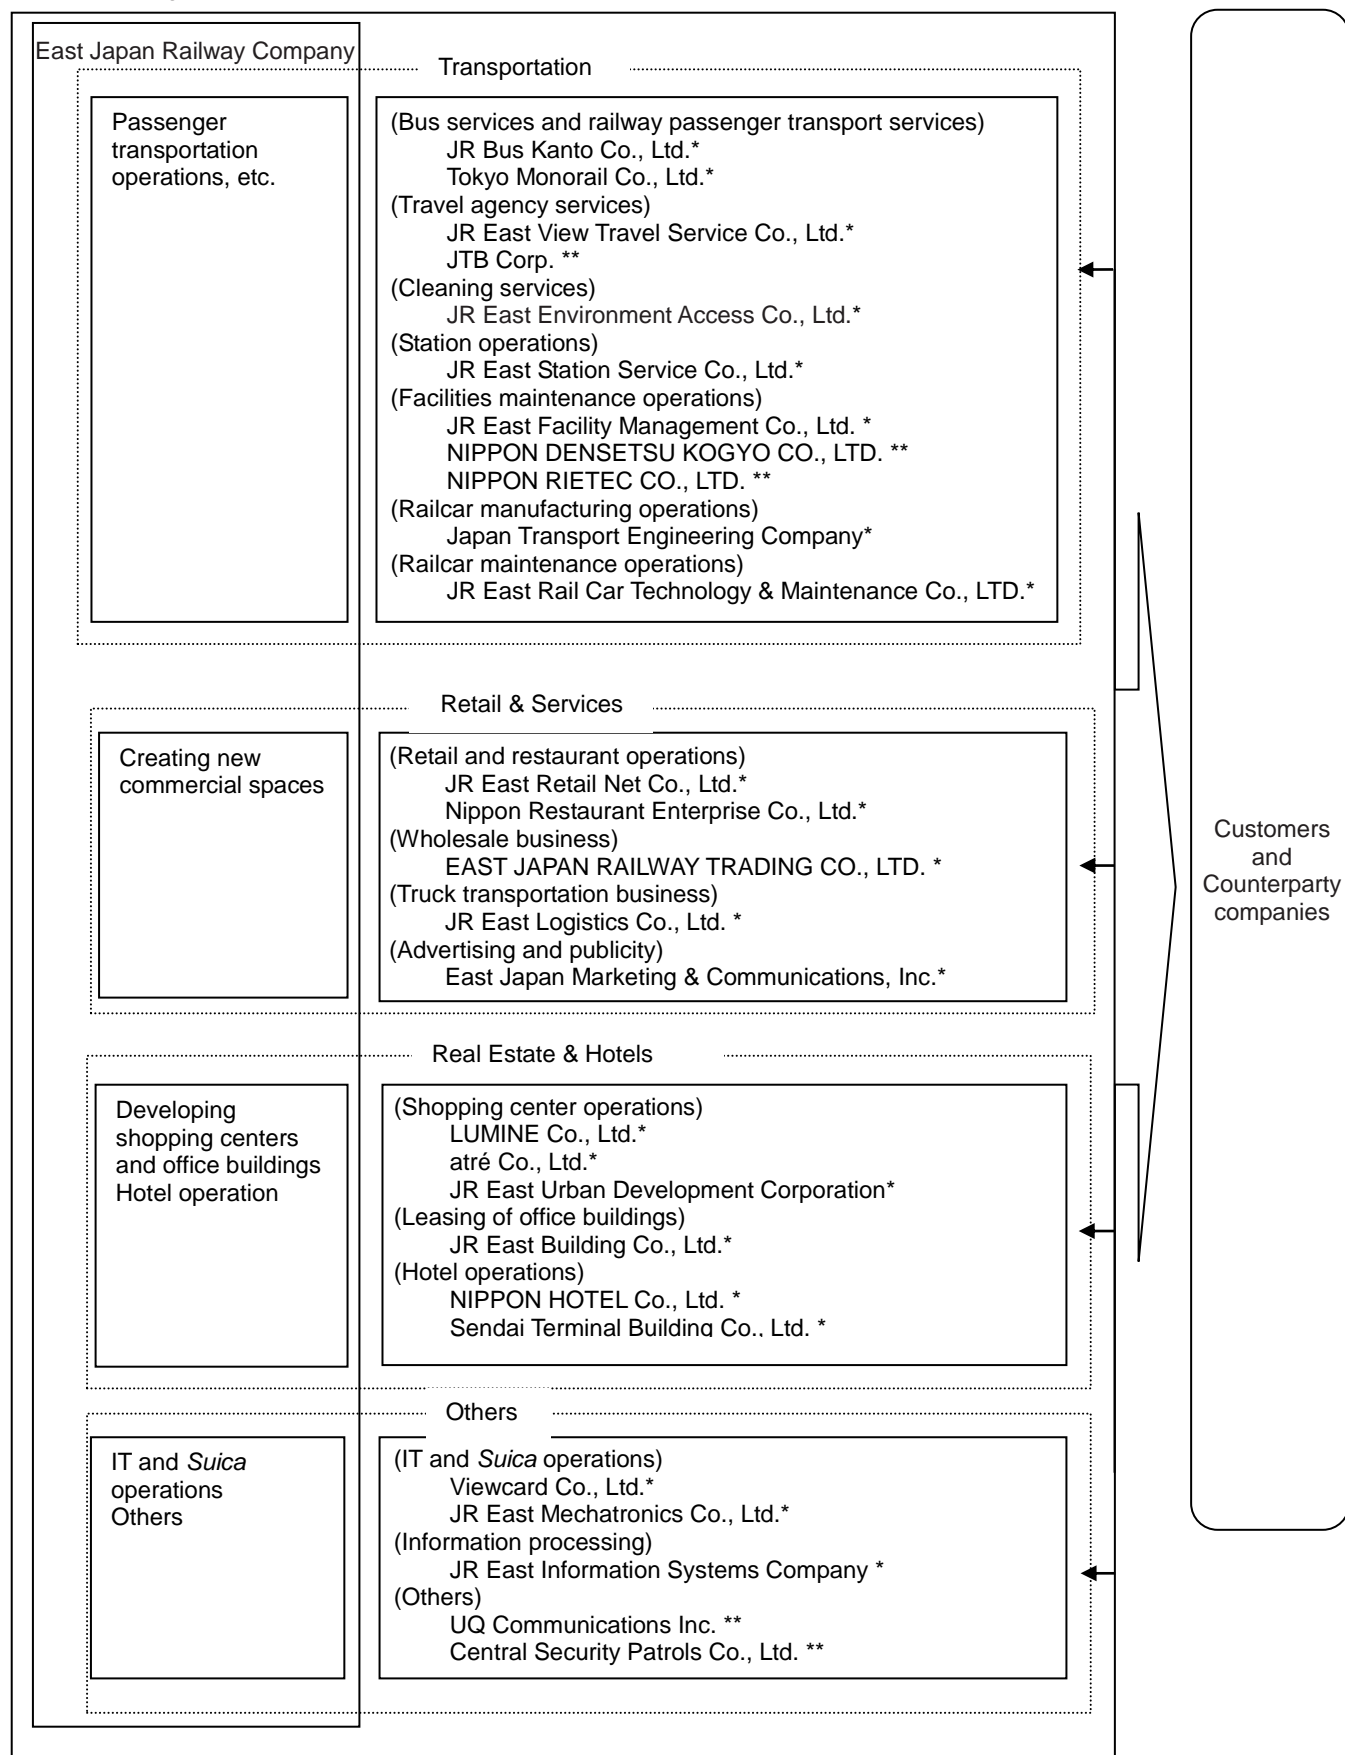 East Japan Railway Company
Transportation
Passenger
transportation
operations, etc.
(Bus services and railway passenger transport services)
JR Bus Kanto Co., Ltd.*
Tokyo Monorail Co., Ltd.*
(Travel agency services)
JR East View Travel Service Co., Ltd.*
JTB Corp. **
(Cleaning services)
JR East Environment Access Co., Ltd.*
(Station operations)
JR East Station Service Co., Ltd.*
(Facilities maintenance operations)
JR East Facility Management Co., Ltd. *
NIPPON DENSETSU KOGYO CO., LTD. **
NIPPON RIETEC CO., LTD. **
(Railcar manufacturing operations)
Japan Transport Engineering Company*
(Railcar maintenance operations)
JR East Rail Car Technology & Maintenance Co., LTD.*
Retail & Services
Creating new
commercial spaces
(Retail and restaurant operations)
JR East Retail Net Co., Ltd.*
Nippon Restaurant Enterprise Co., Ltd.*
(Wholesale business)
EAST JAPAN RAILWAY TRADING CO., LTD. *
(Truck transportation business)
JR East Logistics Co., Ltd. *
(Advertising and publicity)
East Japan Marketing & Communications, Inc.*
Real Estate & Hotels
Developing
shopping centers
and office buildings
Hotel operation
(Shopping center operations)
LUMINE Co., Ltd.*
atré Co., Ltd.*
JR East Urban Development Corporation*
(Leasing of office buildings)
JR East Building Co., Ltd.*
(Hotel operations)
NIPPON HOTEL Co., Ltd. *
Sendai Terminal Building Co., Ltd. *
Others
IT and Suica
operations
Others
(IT and Suica operations)
Viewcard Co., Ltd.*
JR East Mechatronics Co., Ltd.*
(Information processing)
JR East Information Systems Company *
(Others)
UQ Communications Inc. **
Central Security Patrols Co., Ltd. **
Customers
and
Counterparty
companies